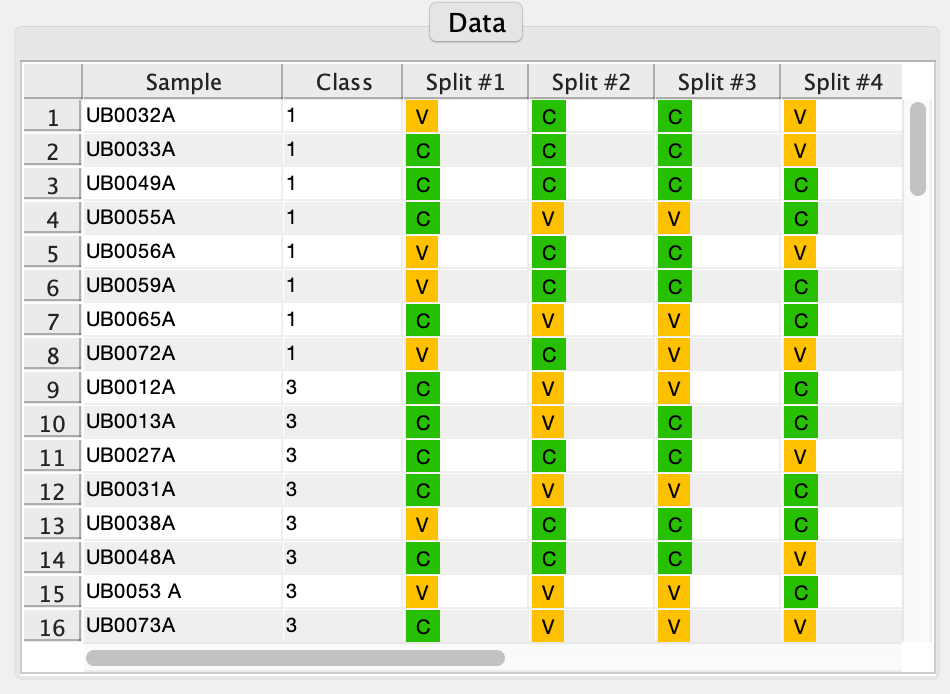 Data
Sample Class Split #1 Split #2 Split #3 Split #4
1 UB0032A 1 V C C V
2 UB0033A 1 C C C V
3 UB0049A 1 C C C C
4 UB0055A 1 C V V C
5 UB0056A 1 V C C V
6 UB0059A 1 V C C C
7 UB0065A 1 C V V C
8 UB0072A 1 V C V V
9 UB0012A 3 C V V C
10 UB0013A 3 C V C C
11 UB0027A 3 C C C V
12 UB0031A 3 C V V C
13 UB0038A 3 V C C C
14 UB0048A 3 C C C V
15 UB0053 A 3 V V V C
16 UB0073A 3 C V V V